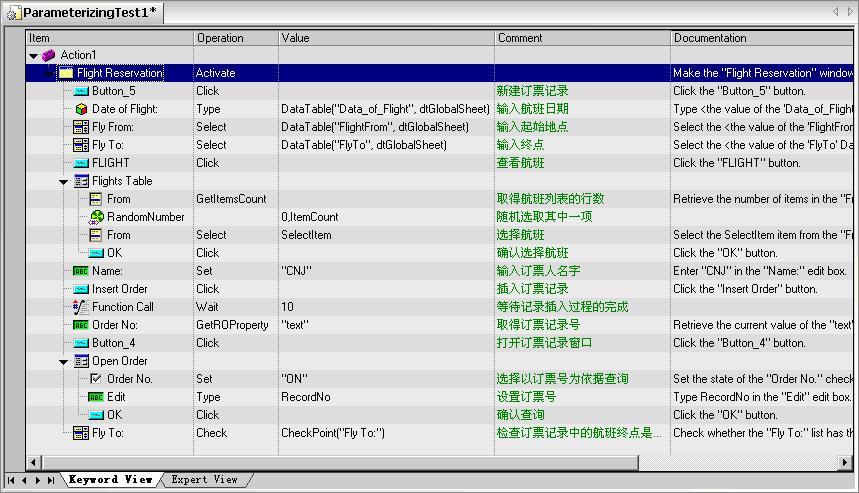 ParameterizingTest1*
Item Operation Value Comment Documentation
Action1
Flight Reservation Activate Make the "Flight Reservation" window
Button_5 Click 新建订票记录 Click the "Button_5" button.
Date of Flight: Type DataTable("Data_of_Flight", dtGlobalSheet) 输入航班日期 Type <the value of the 'Data_of_Flight
Fly From: Select DataTable("FlightFrom", dtGlobalSheet) 输入起始地点 Select the <the value of the 'FlightFrom
Fly To: Select DataTable("FlyTo", dtGlobalSheet) 输入终点 Select the <the value of the 'FlyTo' Da
FLIGHT Click 查看航班 Click the "FLIGHT" button.
Flights Table
From GetItemsCount 取得航班列表的行数 Retrieve the number of items in the "Fr
RandomNumber 0,ItemCount 随机选取其中一项
From Select SelectItem 选择航班 Select the SelectItem item from the "Fr
OK Click 确认选择航班 Click the "OK" button.
Name: Set "CNJ" 输入订票人名字 Enter "CNJ" in the "Name:" edit box.
Insert Order Click 插入订票记录 Click the "Insert Order" button.
Function Call Wait 10 等待记录插入过程的完成
Order No: GetROProperty "text" 取得订票记录号 Retrieve the current value of the "text"
Button_4 Click 打开订票记录窗口 Click the "Button_4" button.
Open Order
Order No. Set "ON" 选择以订票号为依据查询 Set the state of the "Order No." check
Edit Type RecordNo 设置订票号 Type RecordNo in the "Edit" edit box.
OK Click 确认查询 Click the "OK" button.
Fly To: Check CheckPoint("Fly To:") 检查订票记录中的航班终点是... Check whether the "Fly To:" list has th
Keyword View Expert View